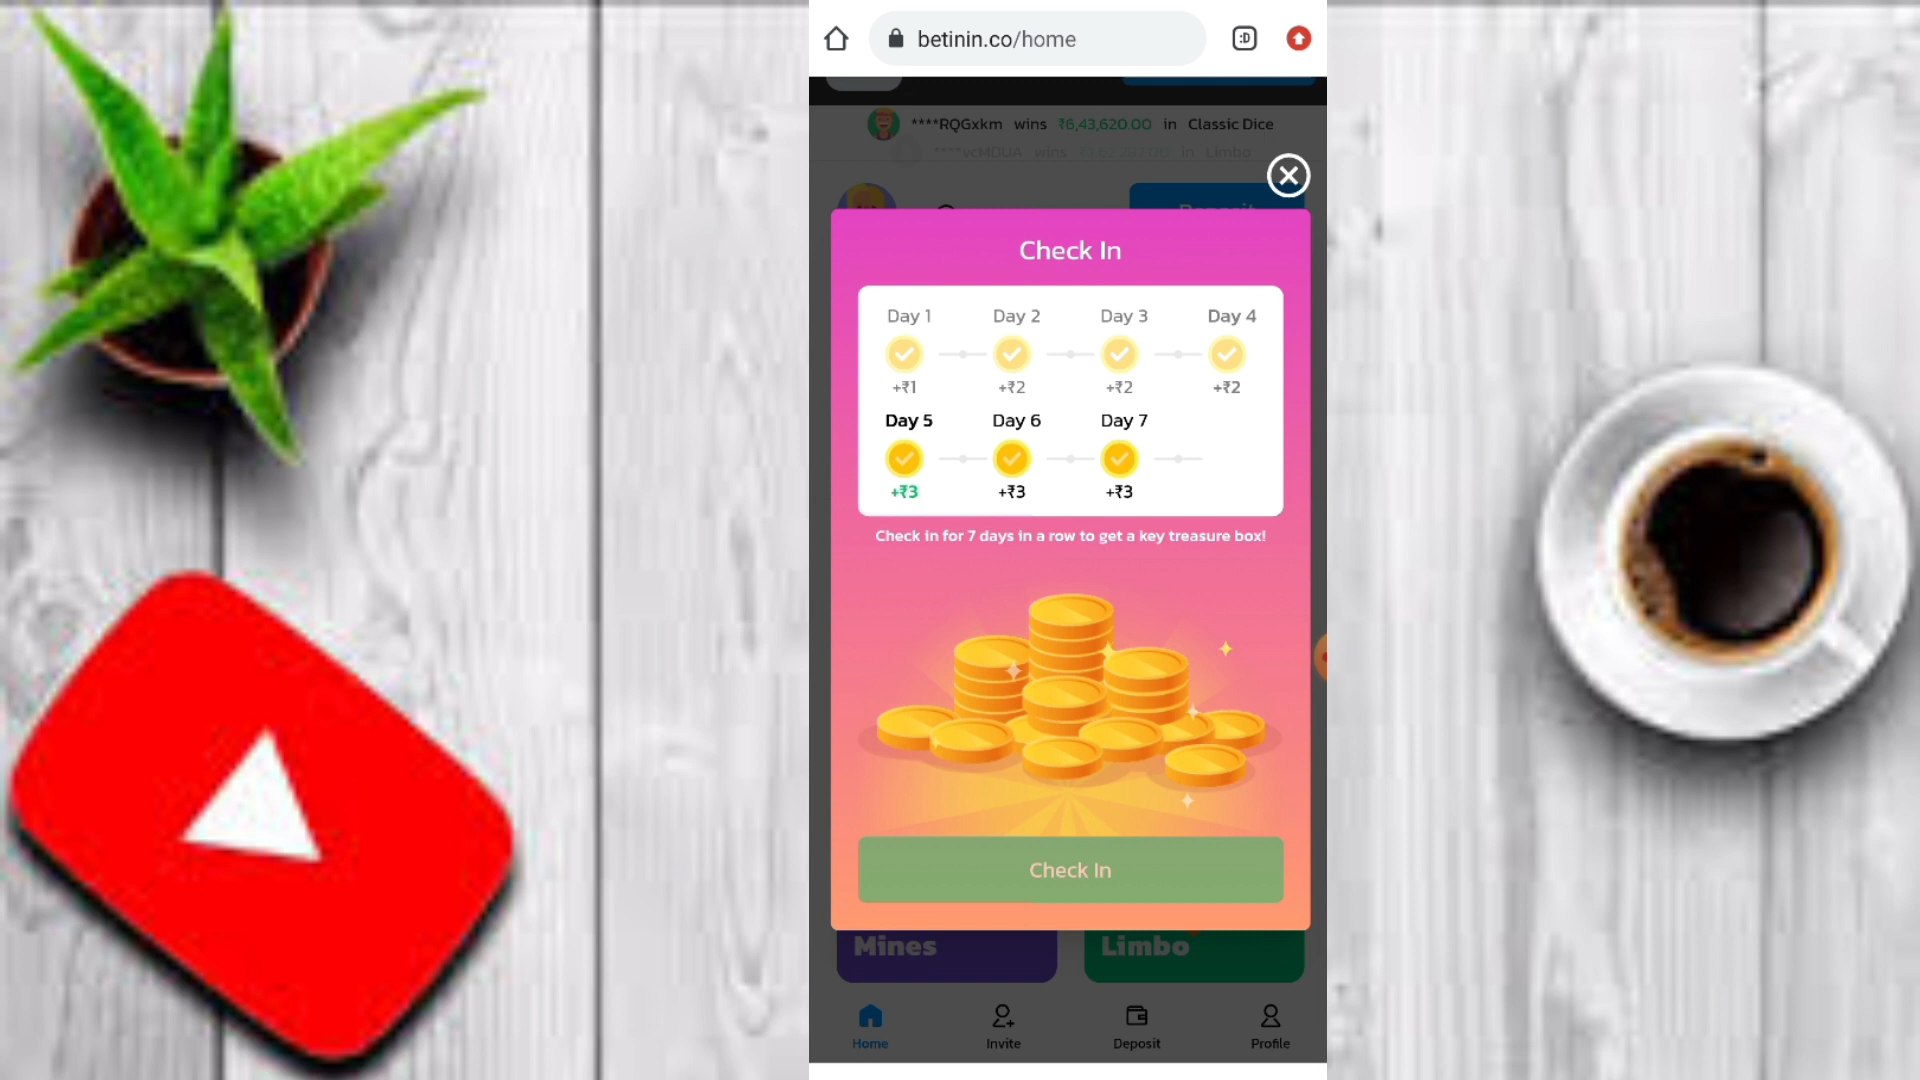 betinin.co/home
:D
****RQGxkm wins ₹6,43,620.00 in Classic Dice
****vcMDUA wins in Limbo
Deposit
Check In
Day 1 Day 2 Day 3 Day 4
+₹1 +₹2 +₹2 +₹2
Day 5 Day 6 Day 7
+₹3 +₹3 +₹3
Check in for 7 days in a row to get a key treasure box!
Check In
Mines Limbo
Home Invite Deposit Profile